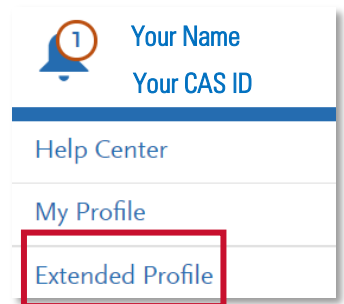 1
Your Name
Your CAS ID
Help Center
My Profile
Extended Profile